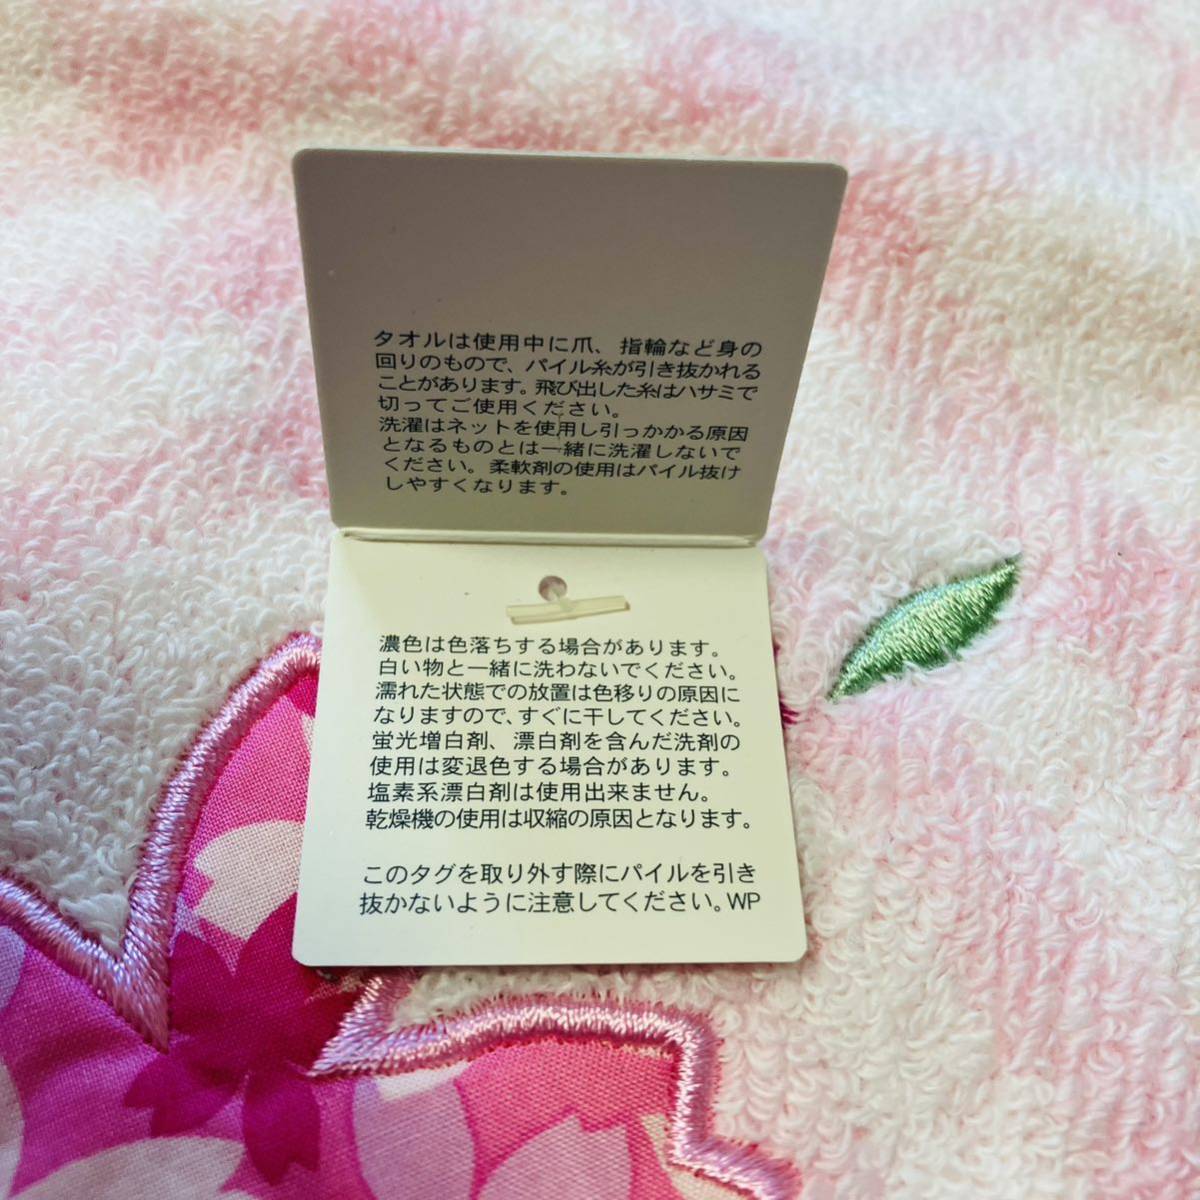 タオルは使用中に爪、指輪など身の
回りのもので、パイル糸が引き抜かれる
ことがあります。飛び出した糸はハサミで
切ってご使用ください。
洗濯はネットを使用し引っかかる原因
となるものとは一緒に洗濯しないで
ください。柔軟剤の使用はパイル抜け
しやすくなります。
濃色は色落ちする場合があります。
白い物と一緒に洗わないでください。
濡れた状態での放置は色移りの原因に
なりますので、すぐに干してください。
蛍光増白剤、漂白剤を含んだ洗剤の
使用は変退色する場合があります。
塩素系漂白剤は使用出来ません。
乾燥機の使用は収縮の原因となります。
このタグを取り外す際にパイルを引き
抜かないように注意してください。WP